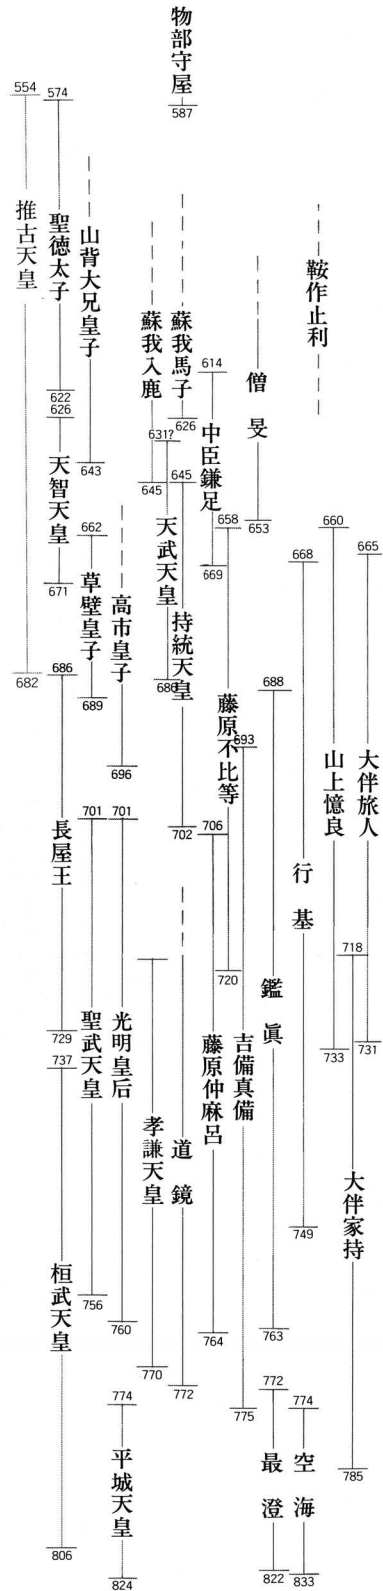 物部守屋
587
554
推古天皇
682
574
聖徳太子
622
山背大兄皇子
643
蘇我入鹿
645
蘇我馬子
626
鞍作止利
僧旻
653
614
中臣鎌足
669
626
天智天皇
671
631?
天武天皇
686
645
持統天皇
702
662
草壁皇子
689
高市皇子
696
658
藤原不比等
720
660
山上憶良
733
665
大伴旅人
731
668
行基
749
686
長屋王
729
688
鑑眞
763
693
吉備真備
775
701
聖武天皇
756
701
光明皇后
760
706
藤原仲麻呂
764
孝謙天皇
770
道鏡
772
718
大伴家持
785
737
桓武天皇
806
774
平城天皇
824
772
最澄
822
774
空海
833